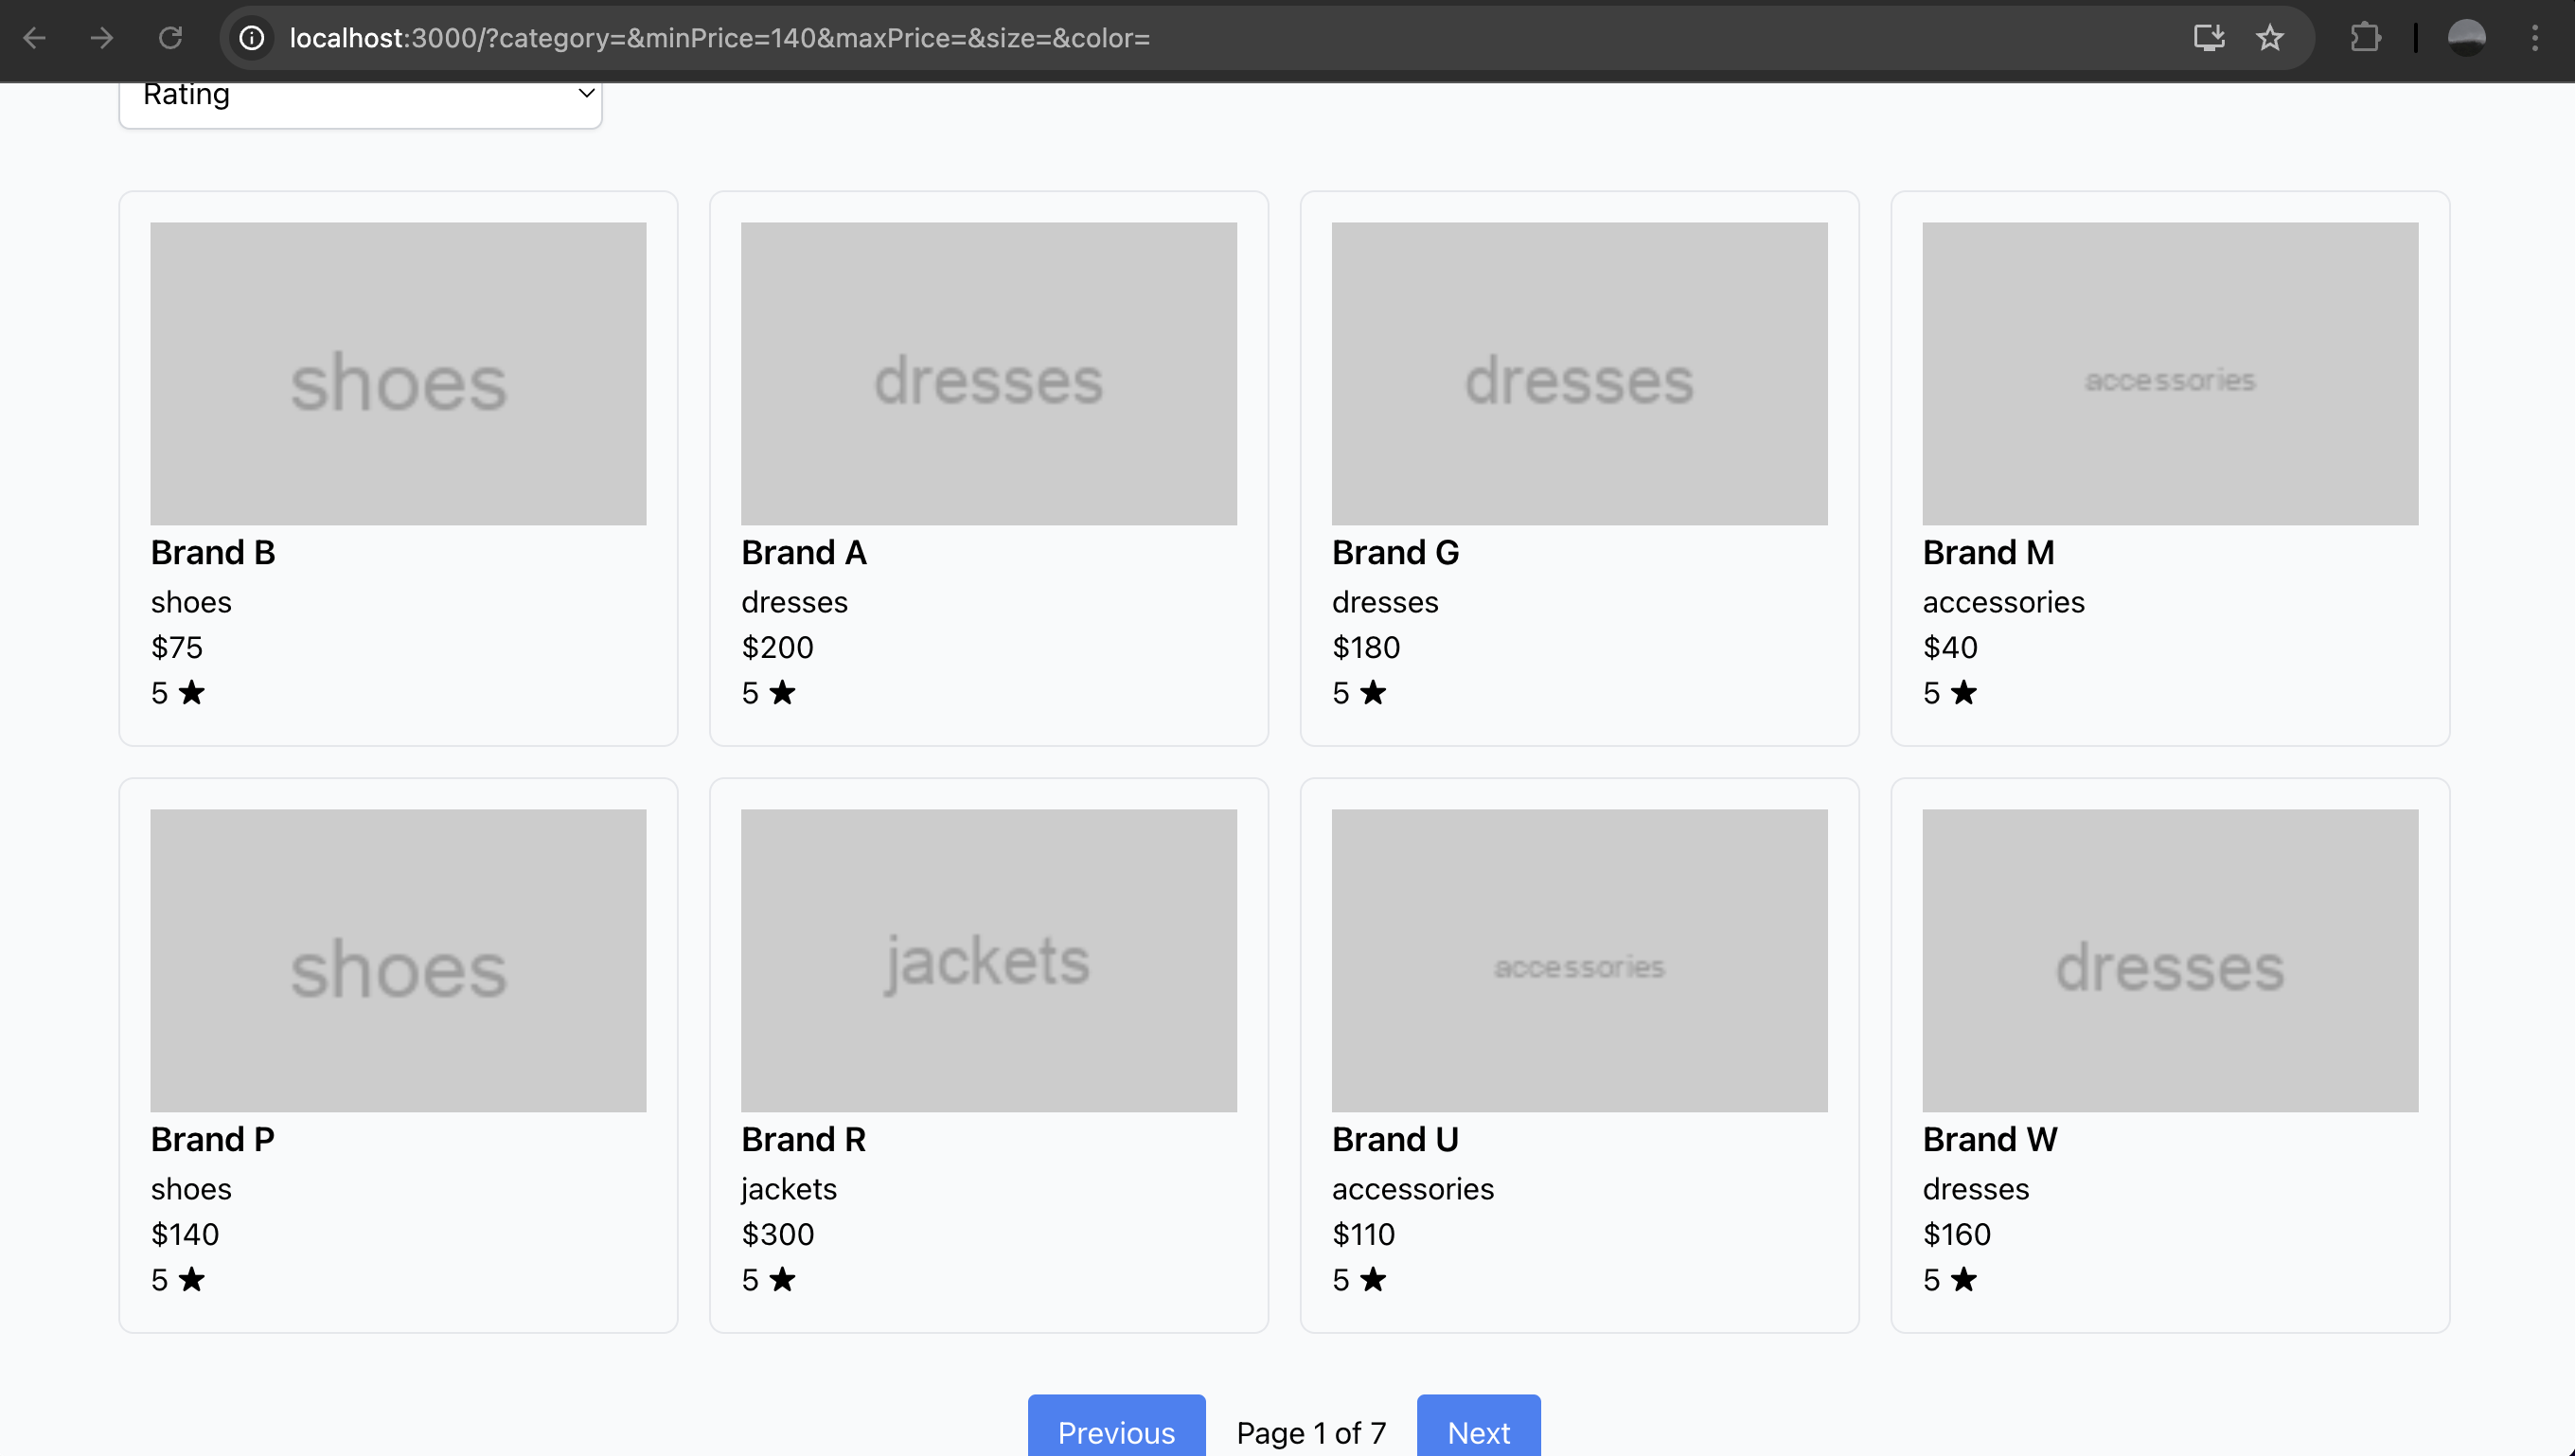 localhost:3000/?category=&minPrice=140&maxPrice=&size=&color=
Rating
shoes
dresses
dresses
accessories
Brand B
Brand A
Brand G
Brand M
shoes
dresses
dresses
accessories
$75
$200
$180
$40
5 ★
5 ★
5 ★
5 ★
shoes
jackets
accessories
dresses
Brand P
Brand R
Brand U
Brand W
shoes
jackets
accessories
dresses
$140
$300
$110
$160
5 ★
5 ★
5 ★
5 ★
Previous Page 1 of 7 Next